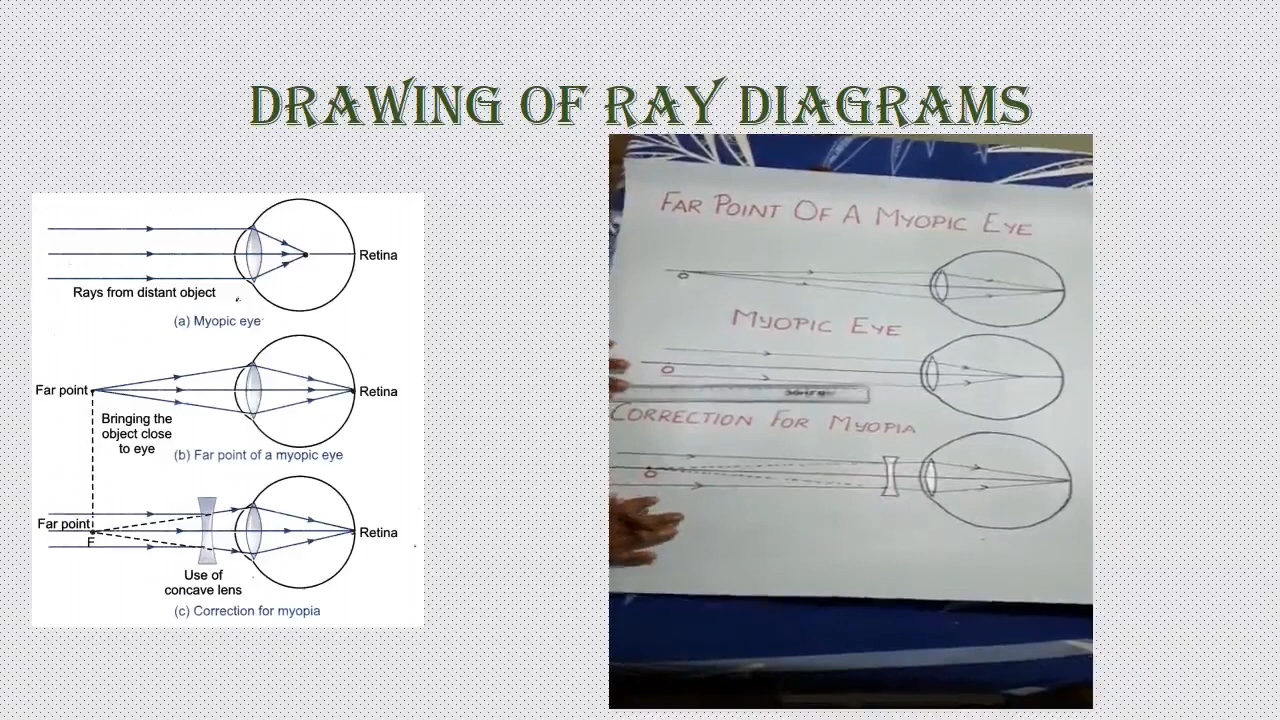 DRAWING OF RAY DIAGRAMS
Retina
Rays from distant object
(a) Myopic eye
Far point
Retina
Bringing the
object close
to eye
(b) Far point of a myopic eye
Far point
F
Retina
Use of
concave lens
(c) Correction for myopia
FAR POINT OF A MYOPIC EYE
O
MYOPIC EYE
O
CORRECTION FOR MYOPIA
O